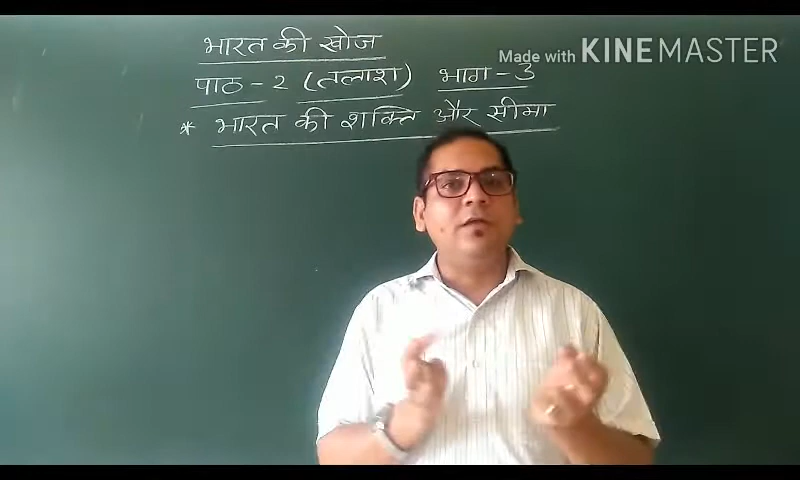 भारत की खोज
Made with KINEMASTER
पाठ - 2 (तलाश) भाग - 3
* भारत की शक्ति और सीमा